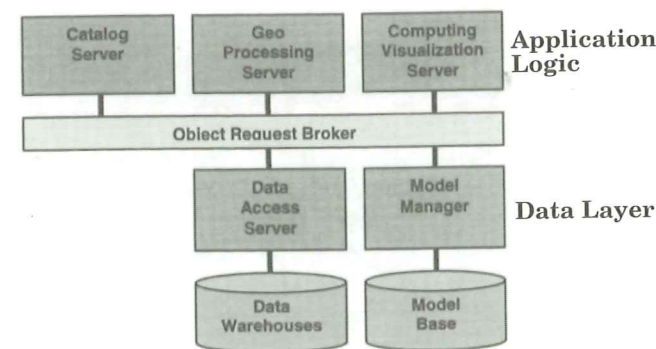 Catalog
Server
Geo
Processing
Server
Computing
Visualization
Server
Application
Logic
Object Request Broker
Data
Access
Server
Model
Manager
Data Layer
Data
Warehouses
Model
Base